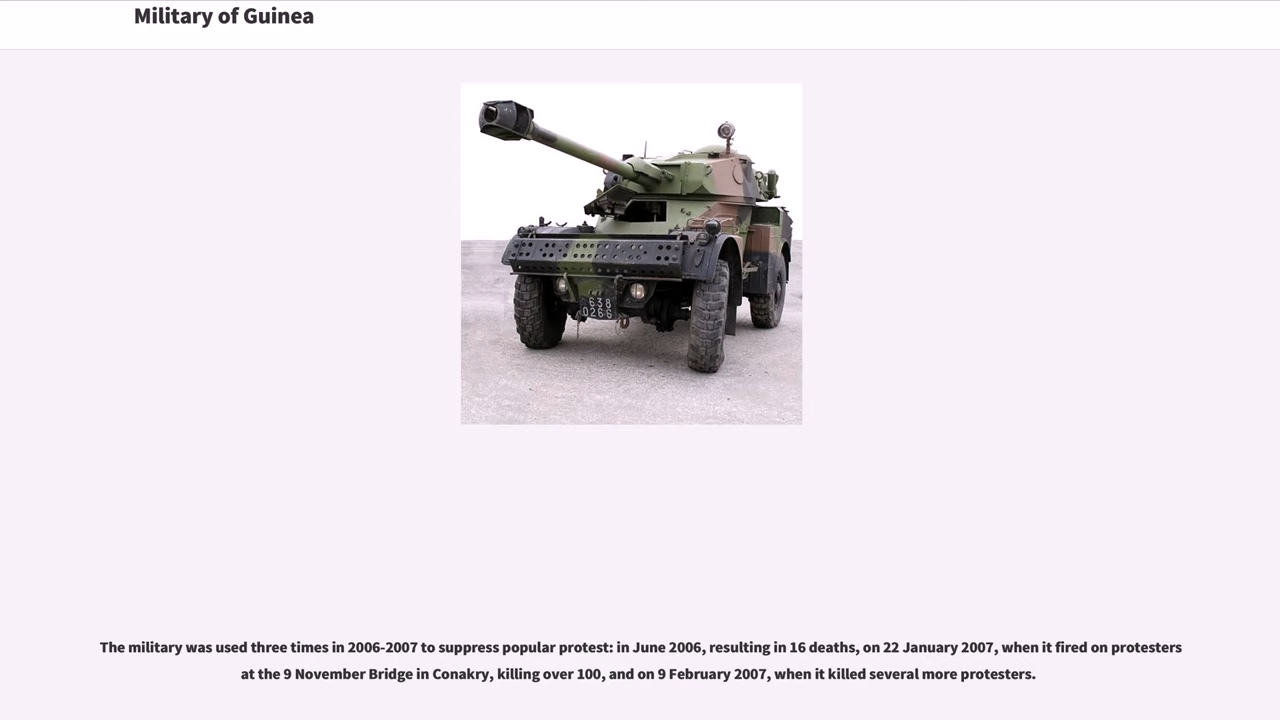 Military of Guinea
638
0266
The military was used three times in 2006-2007 to suppress popular protest: in June 2006, resulting in 16 deaths, on 22 January 2007, when it fired on protesters
at the 9 November Bridge in Conakry, killing over 100, and on 9 February 2007, when it killed several more protesters.